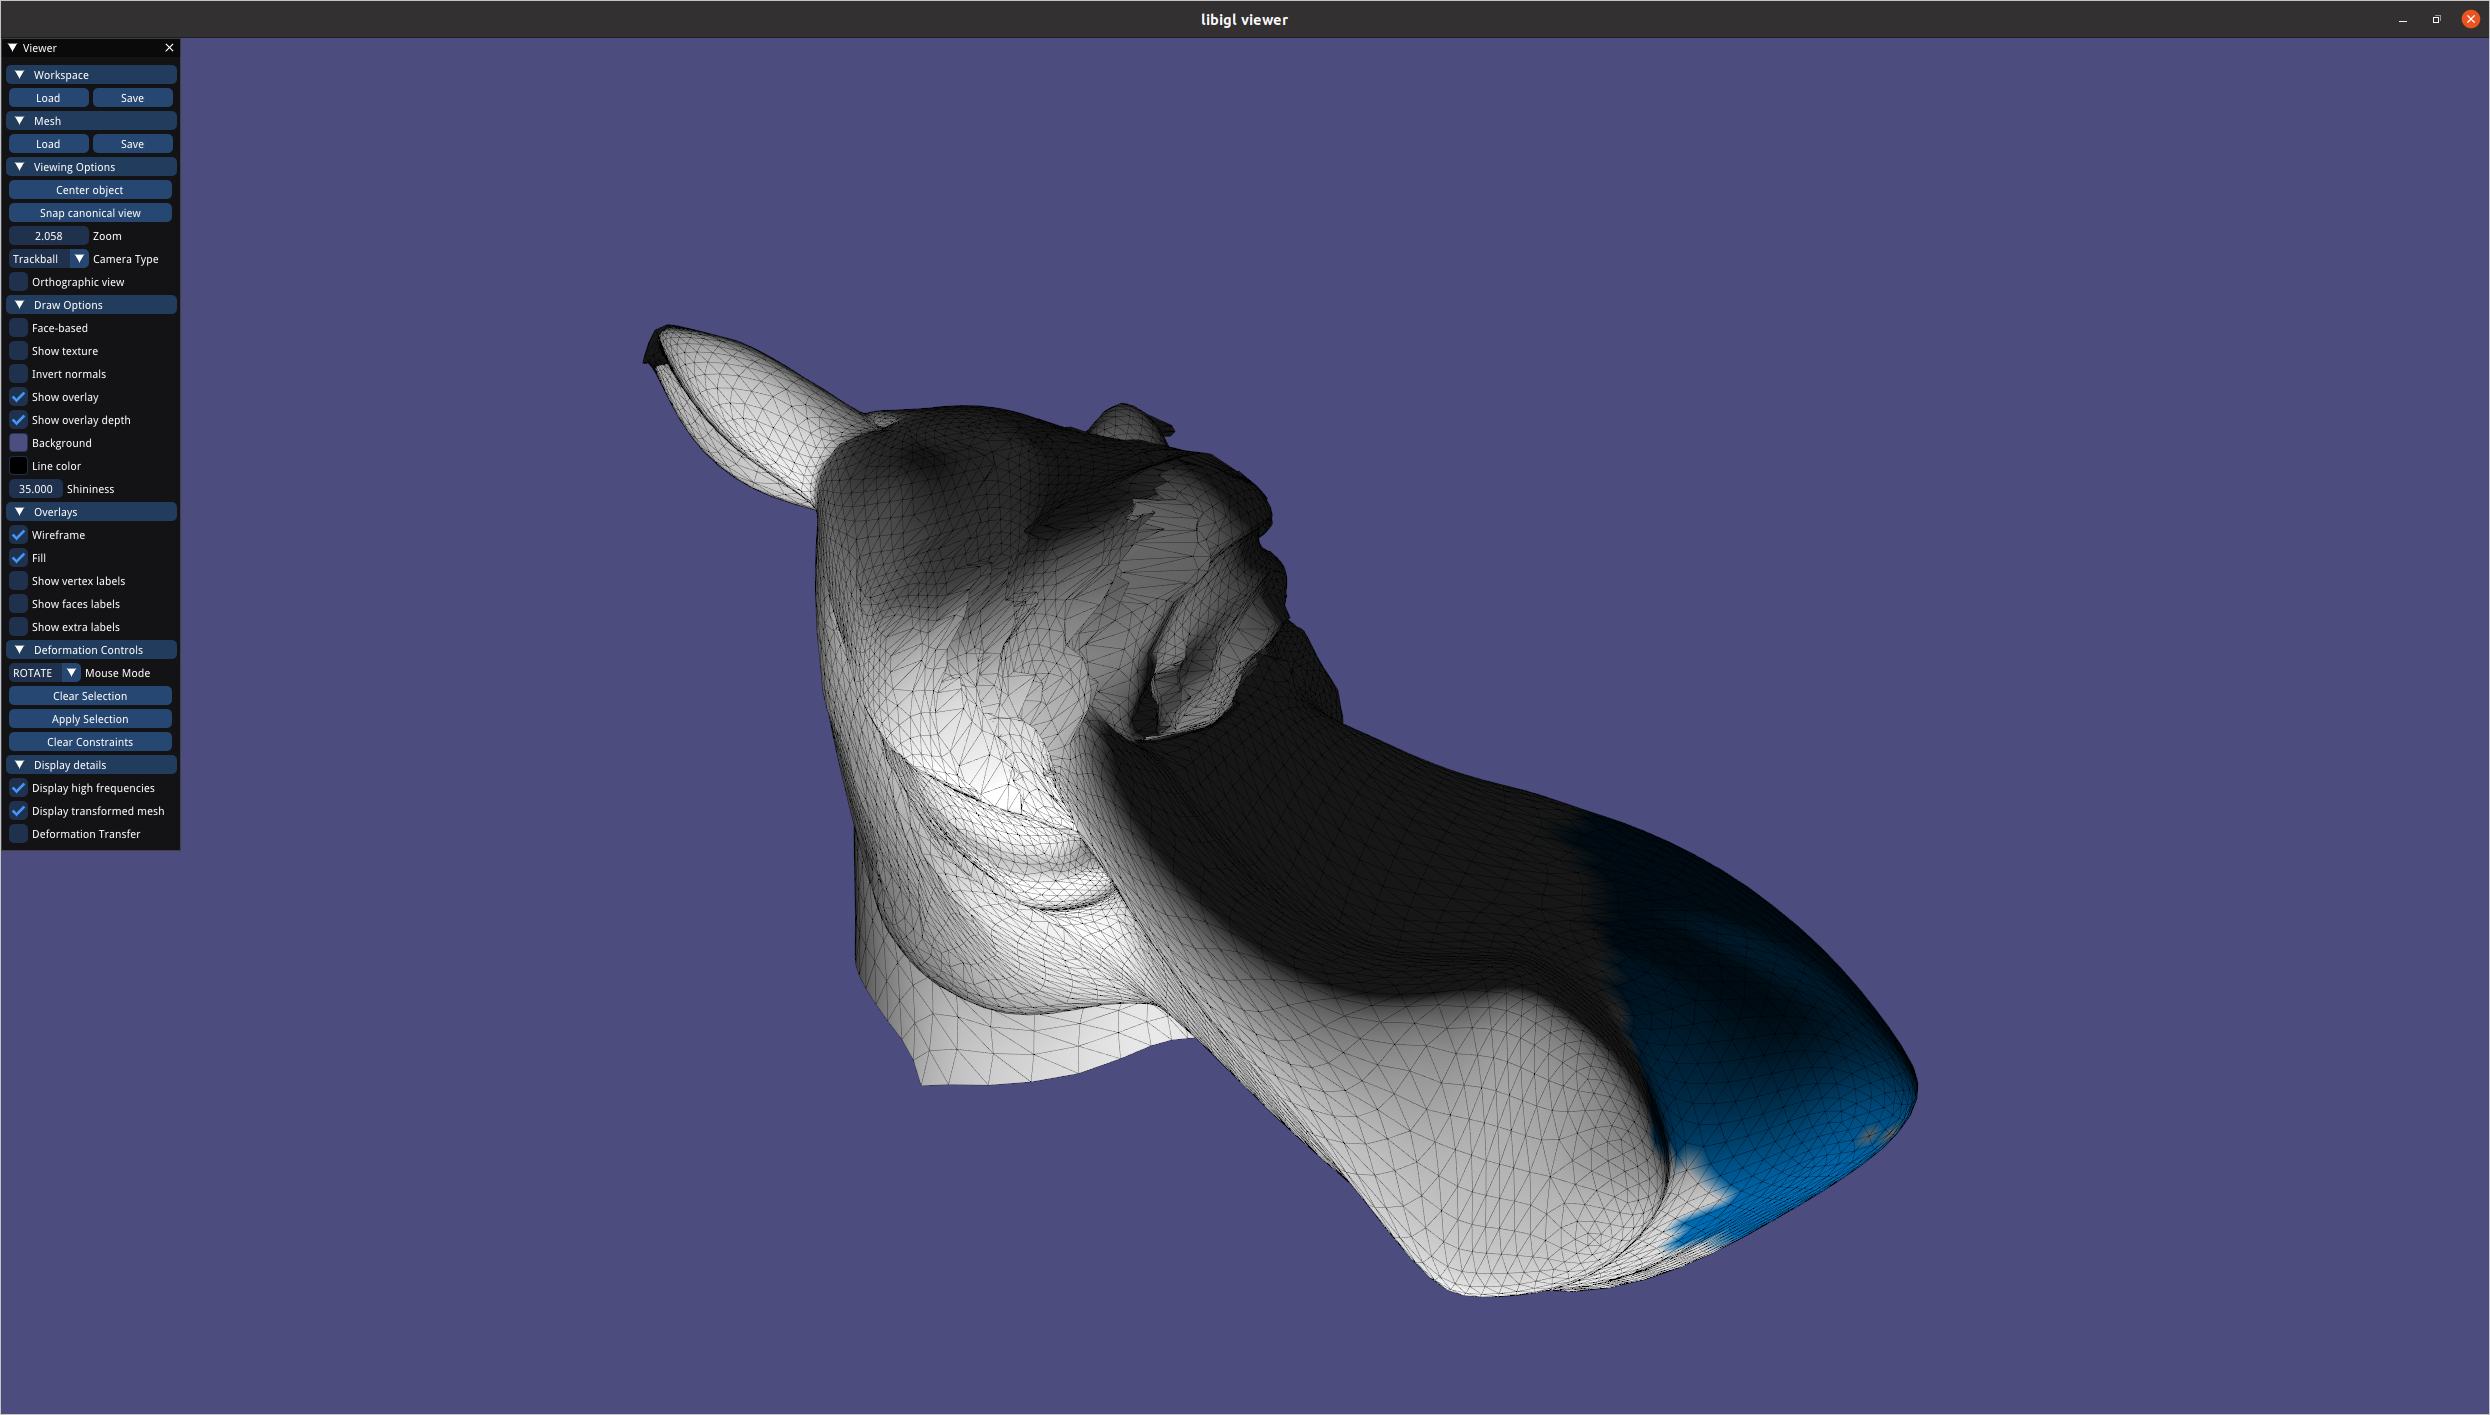 libigl viewer
Viewer
Workspace
Load Save
Mesh
Load Save
Viewing Options
Center object
Snap canonical view
2.058 Zoom
Trackball Camera Type
Orthographic view
Draw Options
Face-based
Show texture
Invert normals
Show overlay
Show overlay depth
Background
Line color
35.000 Shininess
Overlays
Wireframe
Fill
Show vertex labels
Show faces labels
Show extra labels
Deformation Controls
ROTATE Mouse Mode
Clear Selection
Apply Selection
Clear Constraints
Display details
Display high frequencies
Display transformed mesh
Deformation Transfer